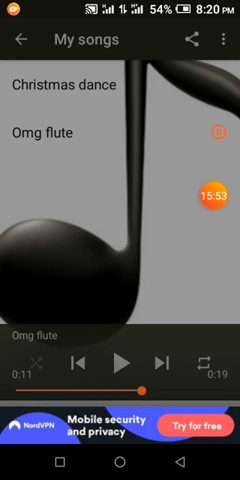 54% 8:20 PM
My songs
Christmas dance
Omg flute
15:53
Omg flute
0:11
0:19
NordVPN
Mobile security
and privacy
Try for free